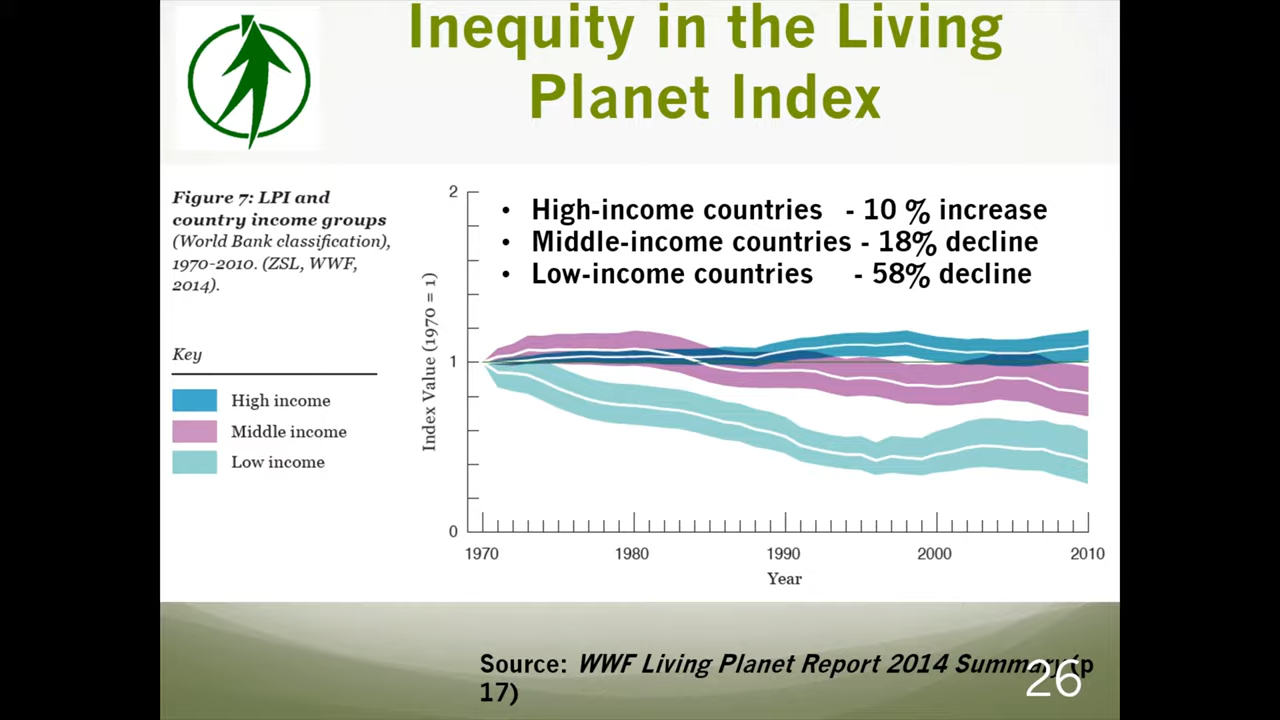 Inequity in the Living
Planet Index
Figure 7: LPI and
country income groups
(World Bank classification),
1970-2010. (ZSL, WWF,
2014).
Key
High income
Middle income
Low income
• High-income countries - 10 % increase
• Middle-income countries - 18% decline
• Low-income countries - 58% decline
Index Value (1970 = 1)
2
1
0
1970 1980 1990 2000 2010
Year
Source: WWF Living Planet Report 2014 Summary (p
17)
26